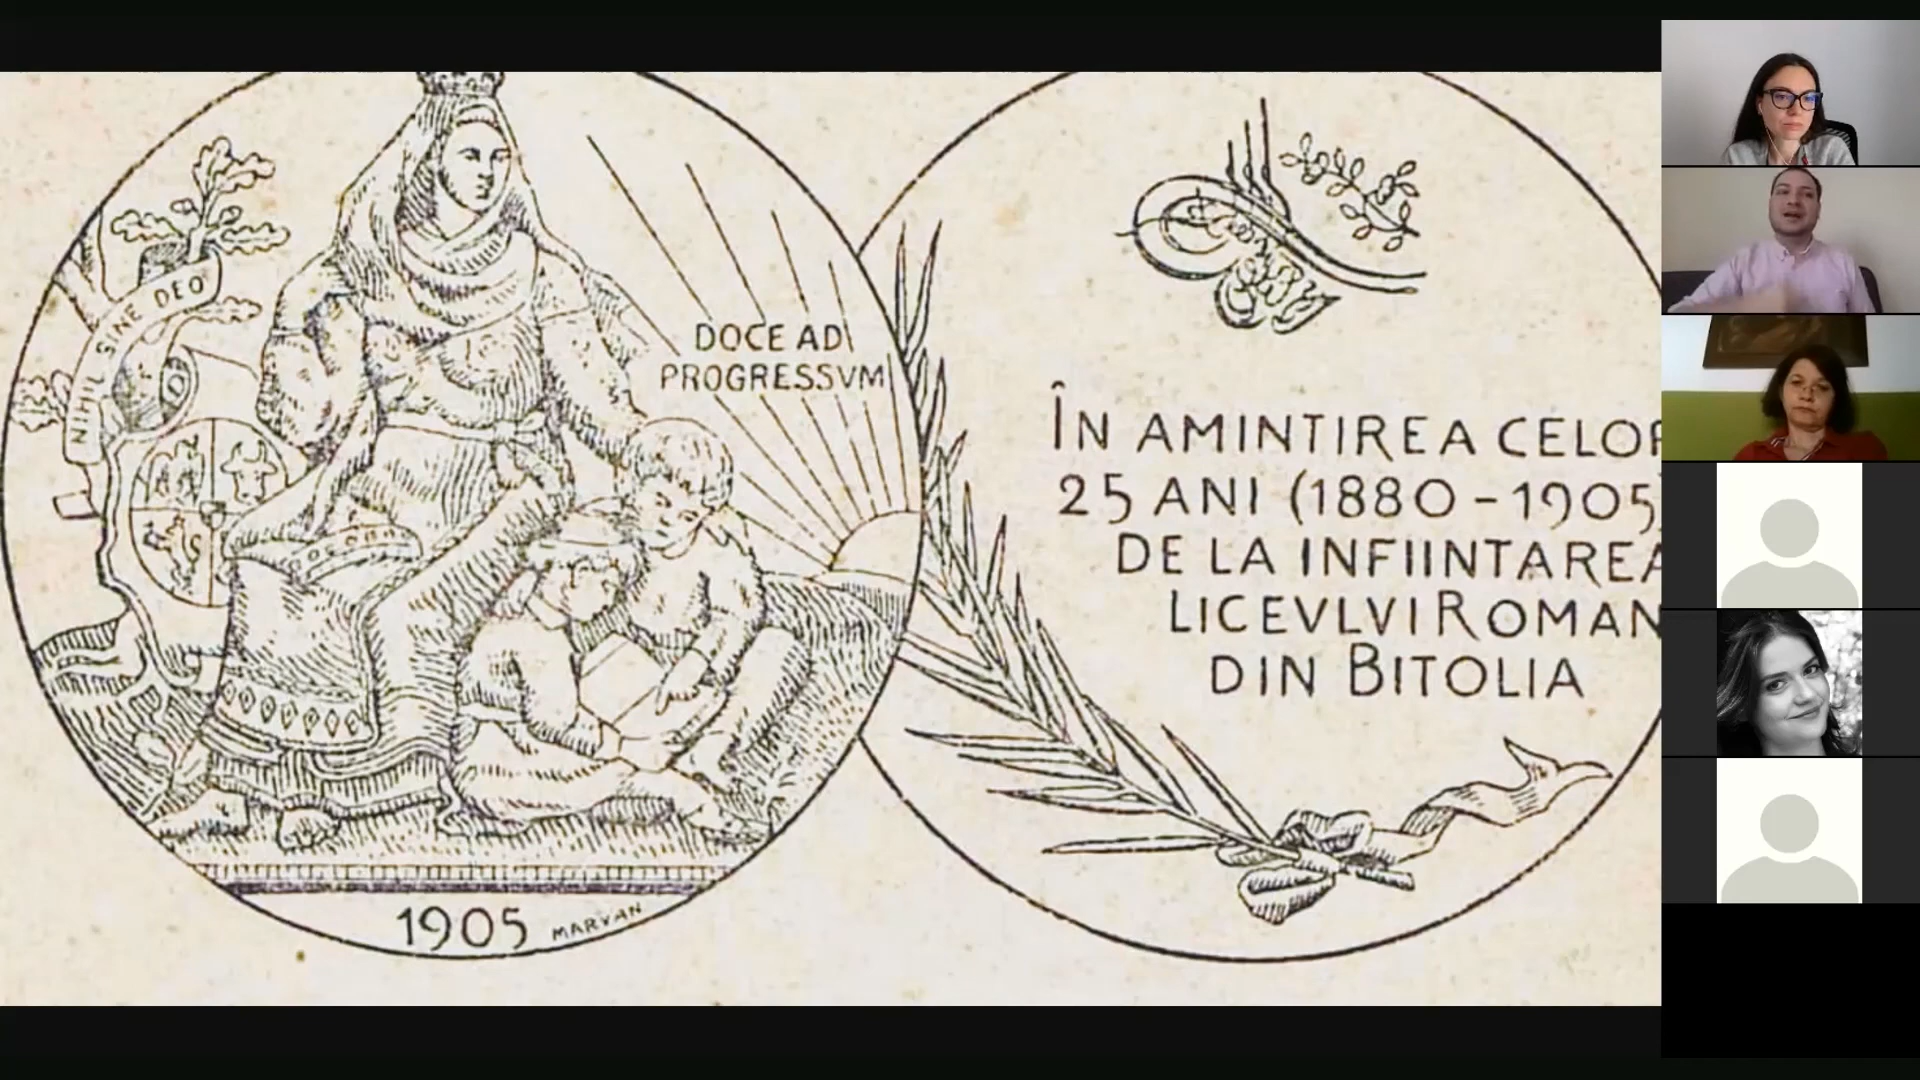 NIHIL SINE DEO
DOCE AD
PROGRESSVM
1905 MARVAN
ÎN AMINTIREA CELOR
25 ANI (1880-1905)
DE LA INFIINTAREA
LICEVLVI ROMAN
DIN BITOLIA